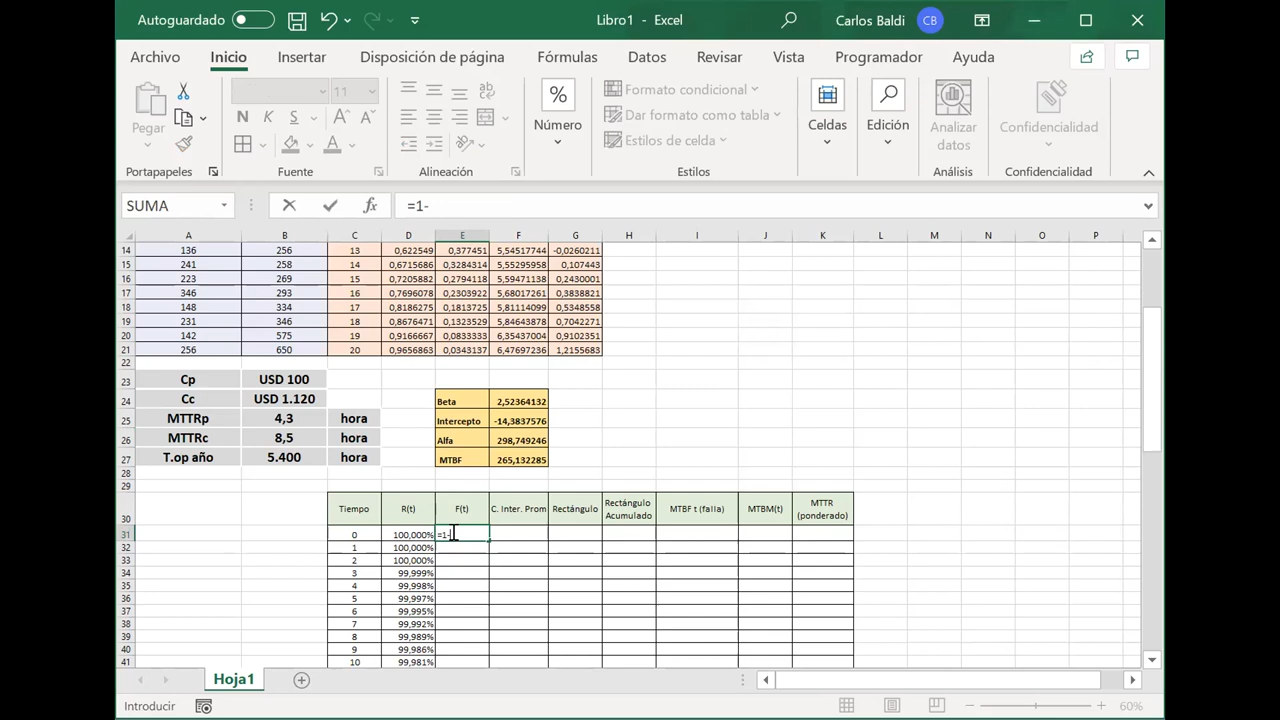 Autoguardado
Libro1 - Excel
Carlos Baldi CB
Archivo Inicio Insertar Disposición de página Fórmulas Datos Revisar Vista Programador Ayuda
Pegar
N K S
11
A A
ab
%
Número
Formato condicional
Dar formato como tabla
Estilos de celda
Celdas
Edición
Analizar datos
Confidencialidad
Portapapeles Fuente Alineación Estilos Análisis Confidencialidad
SUMA fx =1-
A B C D E F G H I J K L M N O P
14 136 256 13 0,622549 0,377451 5,54517744 -0,0260211
15 241 258 14 0,6715686 0,3284314 5,55295958 0,107443
16 223 269 15 0,7205882 0,2794118 5,59471138 0,2430001
17 346 293 16 0,7696078 0,2303922 5,68017261 0,3838821
18 148 334 17 0,8186275 0,1813725 5,81114099 0,5348558
19 231 346 18 0,8676471 0,1323529 5,84643878 0,7042271
20 142 575 19 0,9166667 0,0833333 6,35437004 0,9102351
21 256 650 20 0,9656863 0,0343137 6,47697236 1,2155683
22
23 Cp USD 100
24 Cc USD 1.120 Beta 2,52364132
25 MTTRp 4,3 hora Intercepto -14,3837576
26 MTTRc 8,5 hora Alfa 298,749246
27 T.op año 5.400 hora MTBF 265,132285
28
29
30 Tiempo R(t) F(t) C. Inter. Prom Rectángulo Rectángulo Acumulado MTBF t (falla) MTBM(t) MTTR (ponderado)
31 0 100,000% =1-
32 1 100,000%
33 2 100,000%
34 3 99,999%
35 4 99,998%
36 5 99,997%
37 6 99,995%
38 7 99,992%
39 8 99,989%
40 9 99,986%
41 10 99,981%
Hoja1
Introducir
60%